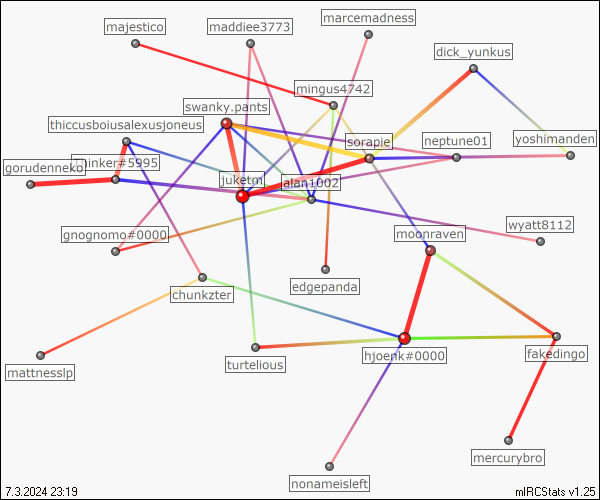 marcemadness
majestico
maddiee3773
dick_yunkus
mingus4742
swanky.pants
thiccusboiusalexusjoneus
sorapie
neptune01
yoshimanden
gorudenneko
Thinker#5995
juketm
alan1002
wyatt8112
gnognomo#0000
moonraven
edgepanda
chunkzter
hjoenk#0000
fakedingo
turtelious
mattnesslp
mercurybro
nonameisleft
7.3.2024 23:19
mIRCStats v1.25